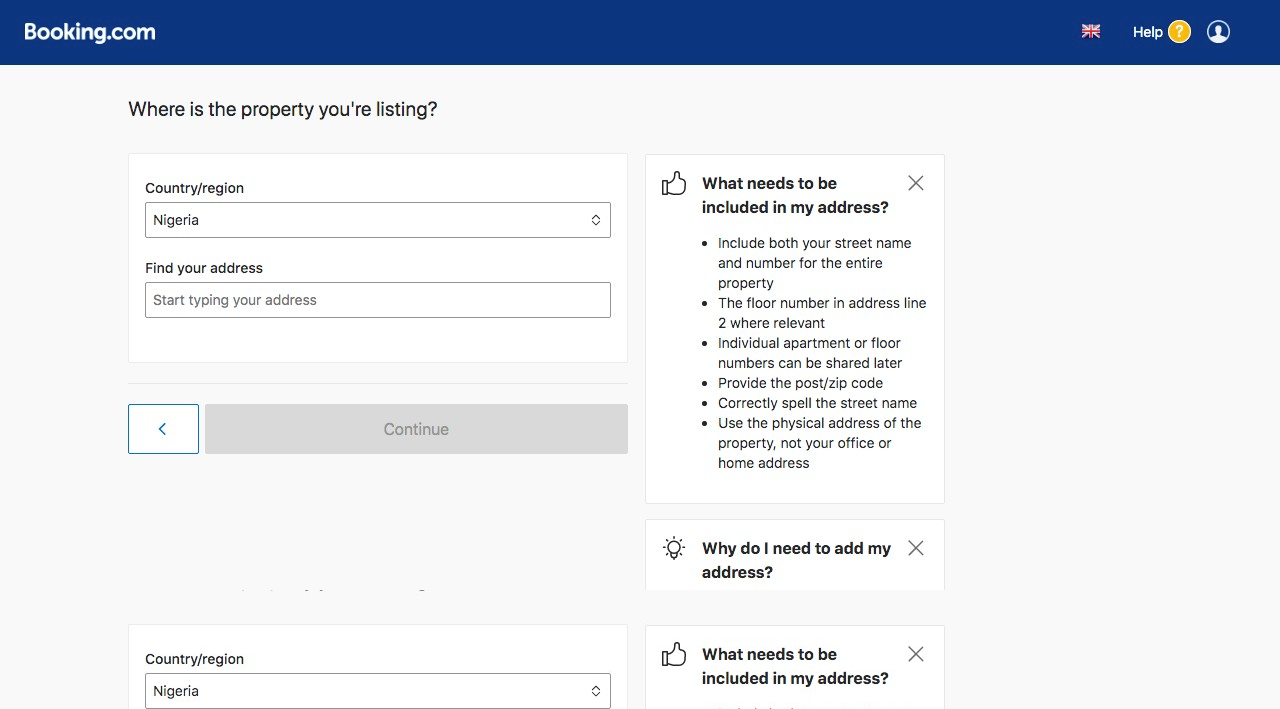 Booking.com
Help ?
Where is the property you're listing?
Country/region
Nigeria
Find your address
Start typing your address
Continue
What needs to be
included in my address?
Include both your street name
and number for the entire
property
The floor number in address line
2 where relevant
Individual apartment or floor
numbers can be shared later
Provide the post/zip code
Correctly spell the street name
Use the physical address of the
property, not your office or
home address
Why do I need to add my
address?
Country/region
Nigeria
What needs to be
included in my address?